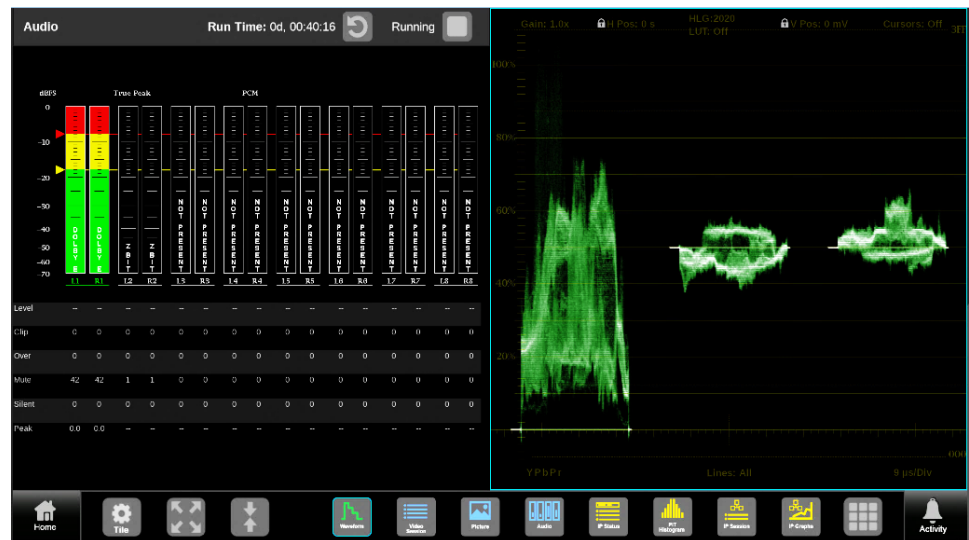 Audio
Run Time: 0d, 00:40:16
Running
dBFS
True Peak
PCM
0
-10
-20
-30
-40
-50
-60
-70
DOLBY E
DOLBY E
Z BIT
Z BIT
NOT PRESENT
NOT PRESENT
NOT PRESENT
NOT PRESENT
NOT PRESENT
NOT PRESENT
NOT PRESENT
NOT PRESENT
NOT PRESENT
NOT PRESENT
NOT PRESENT
NOT PRESENT
L1 R1 L2 R2 L3 R3 L4 R4 L5 R5 L6 R6 L7 R7 L8 R8
Level -- -- -- -- -- -- -- -- -- -- -- -- -- -- -- --
Clip 0 0 0 0 0 0 0 0 0 0 0 0 0 0 0 0
Over 0 0 0 0 0 0 0 0 0 0 0 0 0 0 0 0
Mute 42 42 1 1 0 0 0 0 0 0 0 0 0 0 0 0
Silent 0 0 0 0 0 0 0 0 0 0 0 0 0 0 0 0
Peak 0.0 0.0 -- -- -- -- -- -- -- -- -- -- -- -- -- --
Gain: 1.0x
H Pos: 0 s
HLG:2020
LUT: Off
V Pos: 0 mV
Cursors: Off
100%
80%
60%
40%
20%
000
YPbPr
Lines: All
9 µs/Div
Home
Tile
Waveform
Video
Session
Picture
Audio
IP Status
PIT
Histogram
IP Session
IP Graphs
Activity